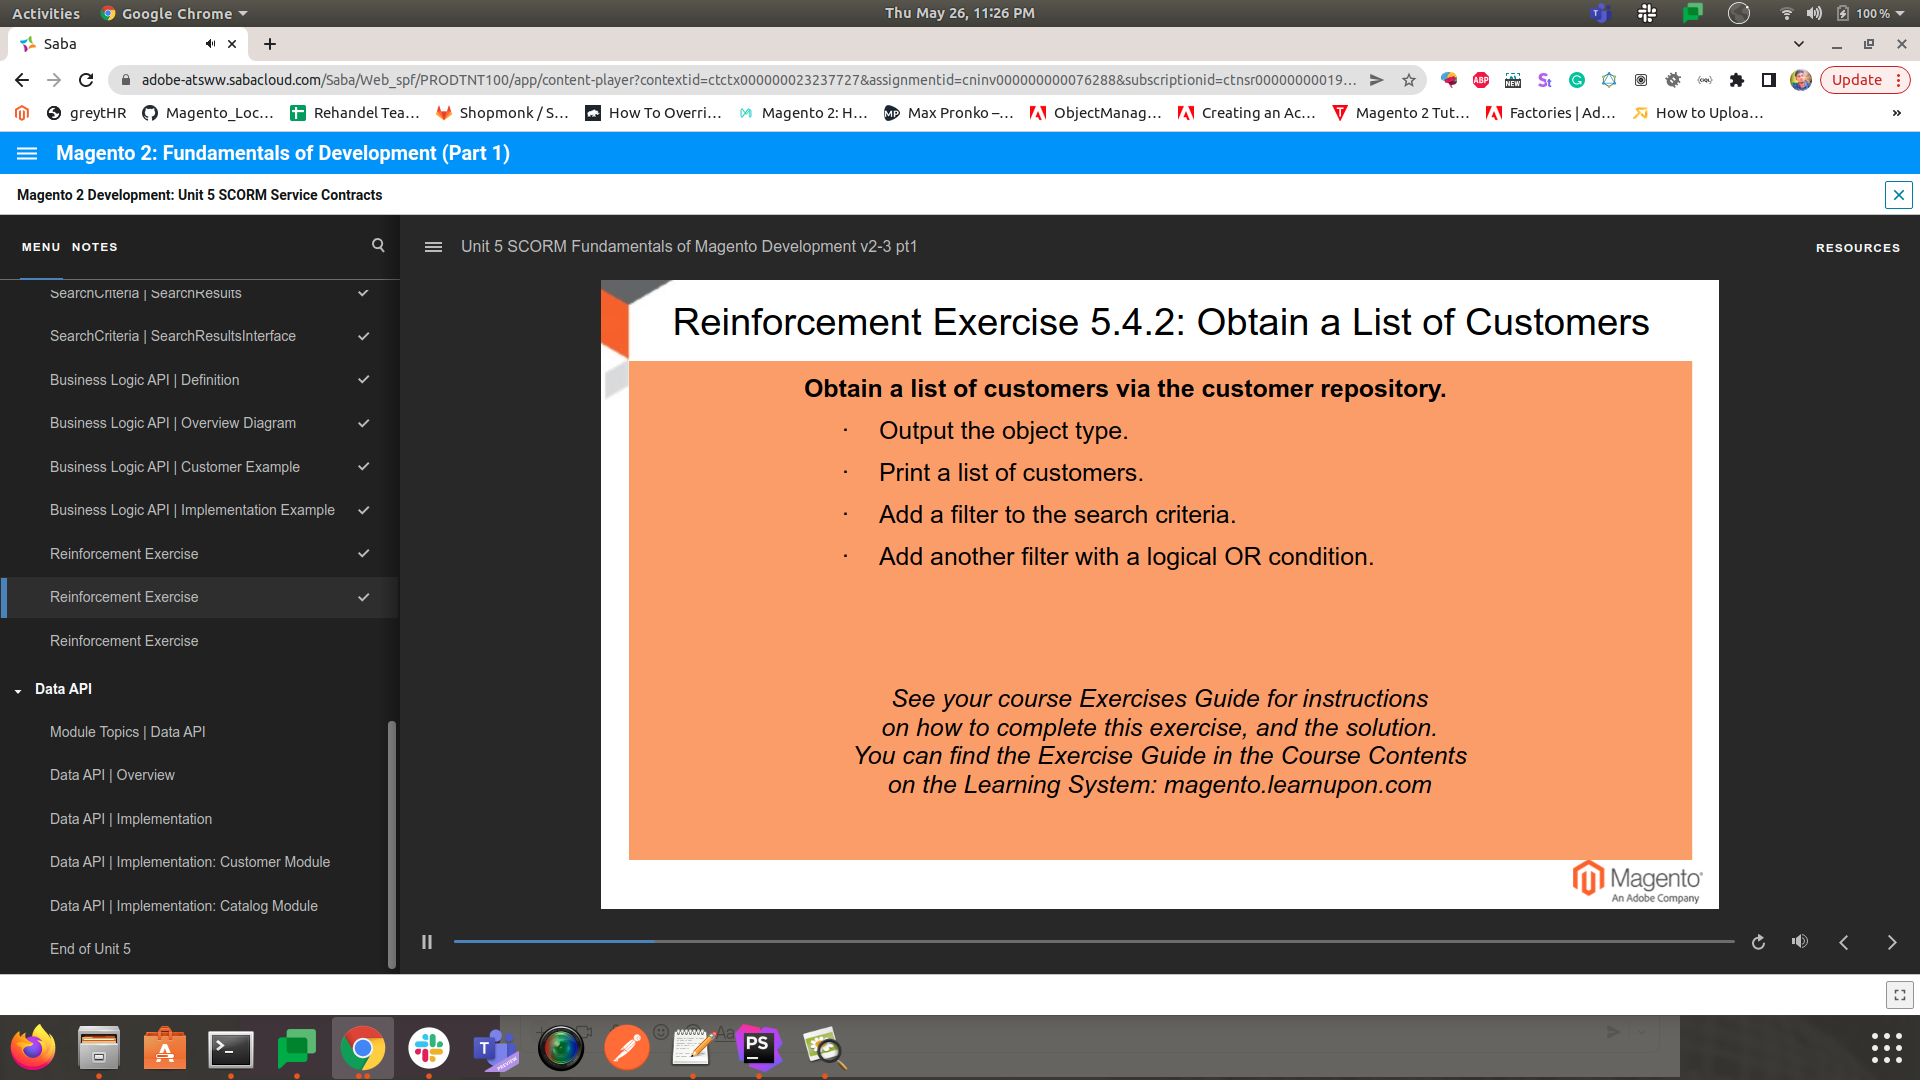 Activities
Google Chrome
Thu May 26, 11:26 PM
100 %
Saba
adobe-atsww.sabacloud.com/Saba/Web_spf/PRODTNT100/app/content-player?contextid=ctctx000000023237727&assignmentid=cninv000000000076288&subscriptionid=ctnsr00000000019...
Update
greytHR
Magento_Loc...
Rehandel Tea...
Shopmonk / S...
How To Overri...
Magento 2: H...
Max Pronko –...
ObjectManag...
Creating an Ac...
Magento 2 Tut...
Factories | Ad...
How to Uploa...
»
Magento 2: Fundamentals of Development (Part 1)
Magento 2 Development: Unit 5 SCORM Service Contracts
MENU NOTES
Unit 5 SCORM Fundamentals of Magento Development v2-3 pt1
RESOURCES
SearchCriteria | SearchResults
SearchCriteria | SearchResultsInterface
Business Logic API | Definition
Business Logic API | Overview Diagram
Business Logic API | Customer Example
Business Logic API | Implementation Example
Reinforcement Exercise
Reinforcement Exercise
Reinforcement Exercise
Data API
Module Topics | Data API
Data API | Overview
Data API | Implementation
Data API | Implementation: Customer Module
Data API | Implementation: Catalog Module
End of Unit 5
Reinforcement Exercise 5.4.2: Obtain a List of Customers
Obtain a list of customers via the customer repository.
· Output the object type.
· Print a list of customers.
· Add a filter to the search criteria.
· Add another filter with a logical OR condition.
See your course Exercises Guide for instructions
on how to complete this exercise, and the solution.
You can find the Exercise Guide in the Course Contents
on the Learning System: magento.learnupon.com
Magento
An Adobe Company